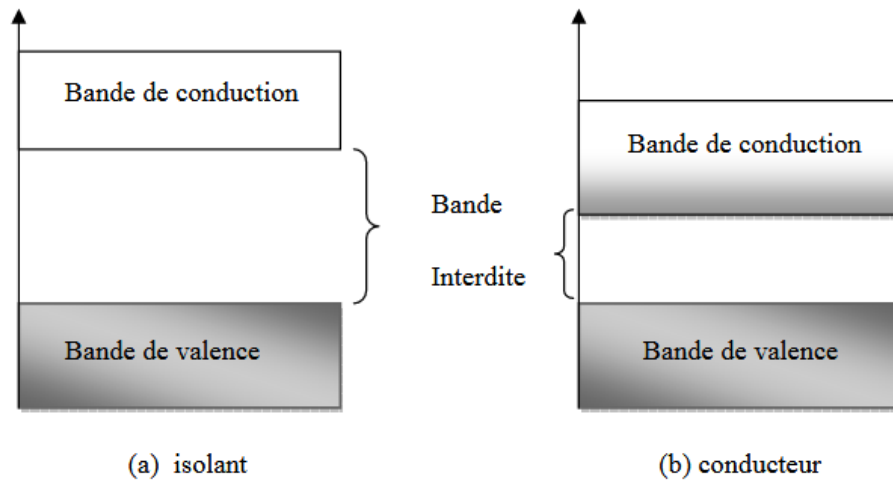 Bande de conduction
Bande de conduction
Bande
Interdite
Bande de valence
Bande de valence
(a) isolant
(b) conducteur